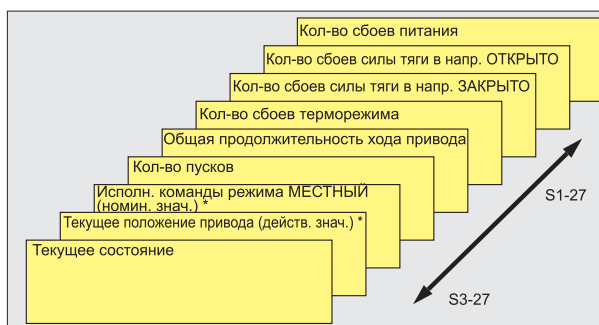 Кол-во сбоев питания
Кол-во сбоев силы тяги в напр. ОТКРЫТО
Кол-во сбоев силы тяги в напр. ЗАКРЫТО
Кол-во сбоев терморежима
Общая продолжительность хода привода
Кол-во пусков
Исполн. команды режима МЕСТНЫЙ
(номин. знач.) *
Текущее положение привода (действ. знач.) *
Текущее состояние
S1-27
S3-27